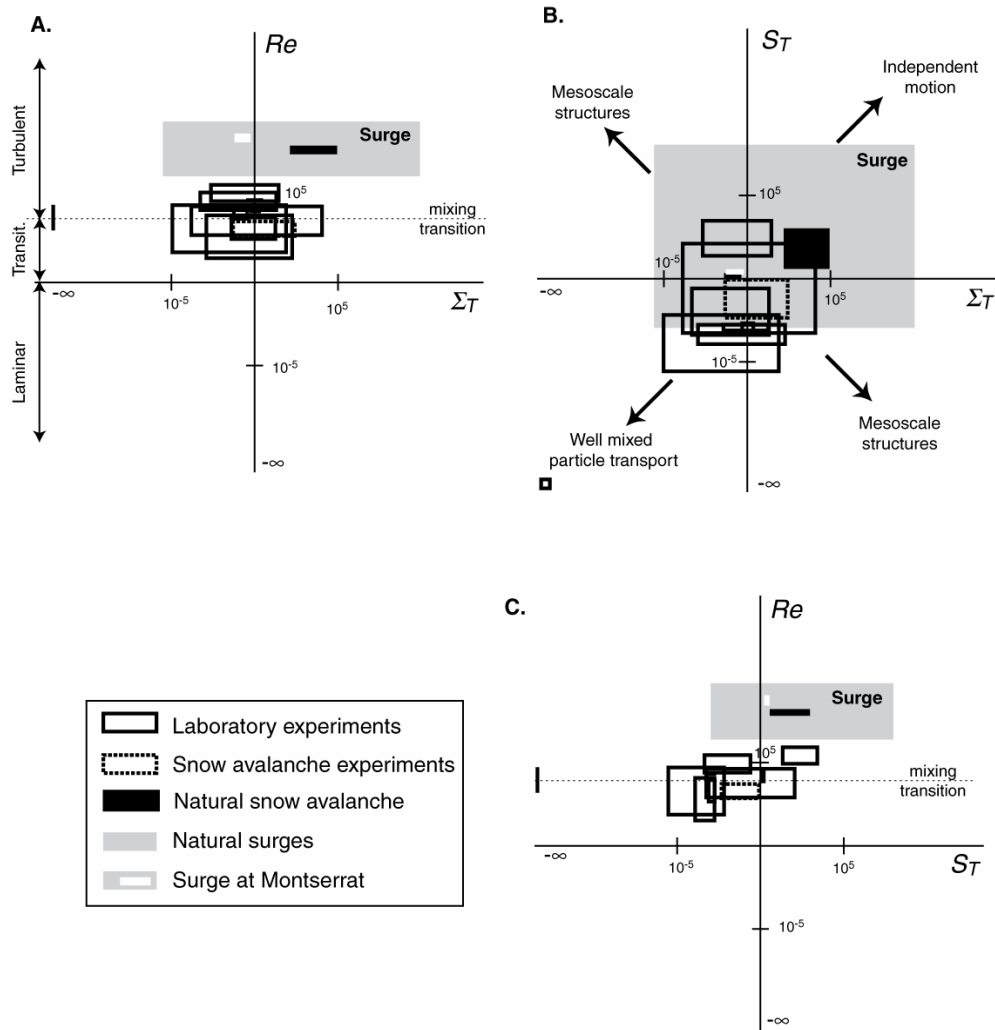 A.
Re
Turbulent
Transit.
Laminar
Surge
10^5
mixing
transition
-∞
10^-5
10^5
Σ_T
10^-5
-∞
B.
S_T
Mesoscale
structures
Independent
motion
Surge
10^5
10^-5
-∞
10^5
Σ_T
10^-5
Well mixed
particle transport
Mesoscale
structures
-∞
C.
Re
Surge
10^5
mixing
transition
-∞
10^-5
10^5
S_T
10^-5
-∞
Laboratory experiments
Snow avalanche experiments
Natural snow avalanche
Natural surges
Surge at Montserrat